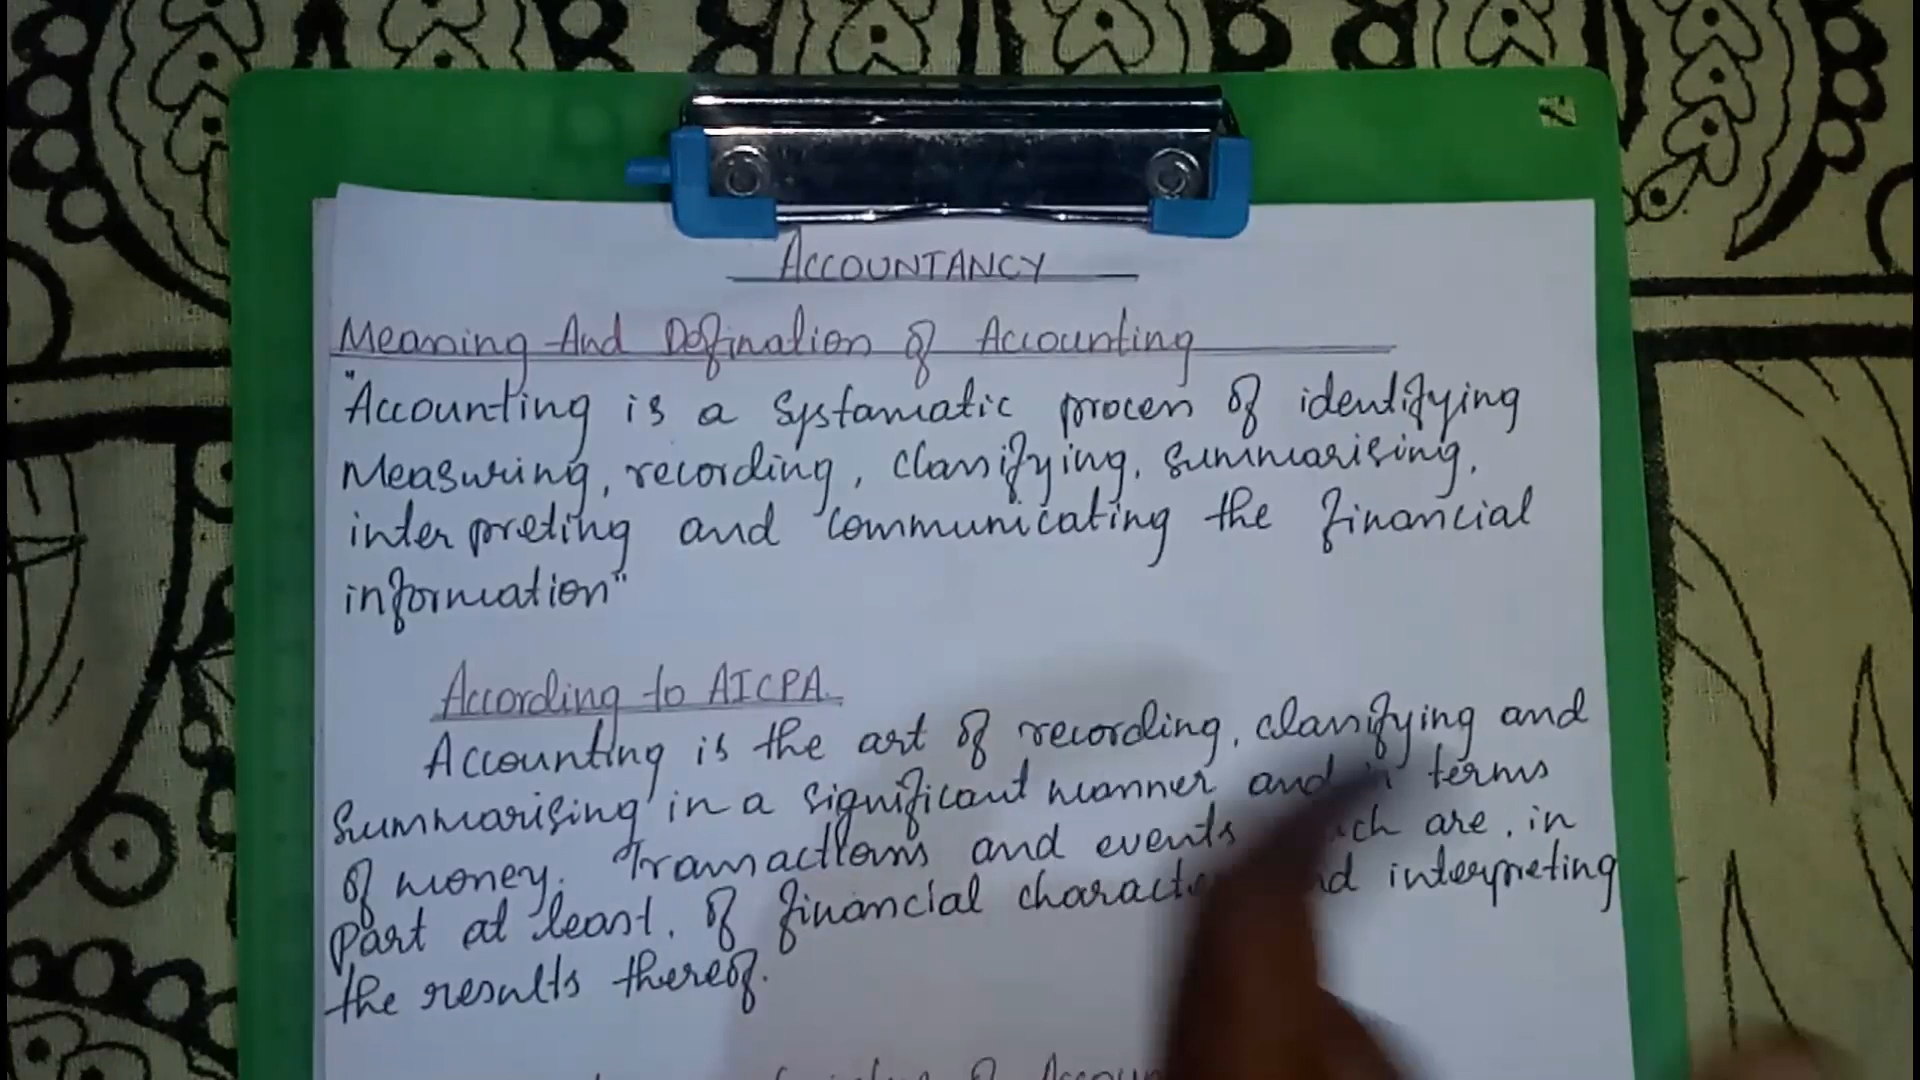 ACCOUNTANCY
Meaning And Defination of Accounting
"Accounting is a Systamatic process of identifying
Measuring, recording, classifying, summarising,
interpreting and communicating the financial
information"
According to AICPA.
Accounting is the art of recording, classifying and
Summarising in a significant manner and in terms
of money. Transactions and events are, in
part at least, of financial interpreting
the results thereof.
of